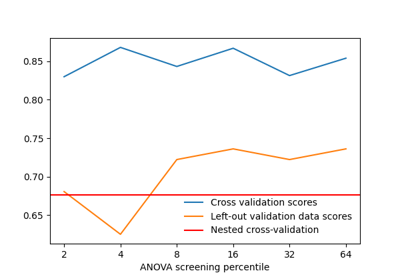 0.85
0.80
0.75
0.70
0.65
Cross validation scores
Left-out validation data scores
Nested cross-validation
2 4 8 16 32 64
ANOVA screening percentile